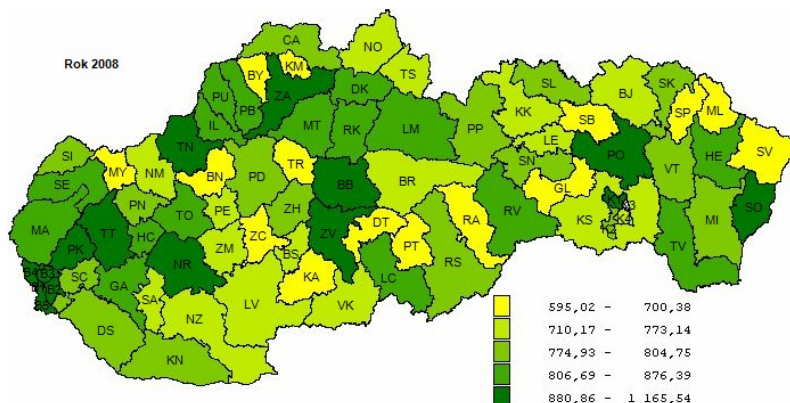 Rok 2008
CA
NO
KM
BY
TS
ZA
DK
SL
BJ
SK
PU
PB
KK
SP
ML
IL
MT
RK
LM
PP
SB
TN
LE
PO
HE
SV
SI
MY
NM
BN
PD
TR
BB
BR
SN
VT
SE
GL
SO
PN
TO
PE
ZH
RA
RV
MA
TT
HC
ZM
ZC
ZV
DT
PT
KS
MI
PK
NR
BS
TV
SC
GA
SA
KA
LC
RS
LV
VK
DS
NZ
KN
595,02 - 700,38
710,17 - 773,14
774,93 - 804,75
806,69 - 876,39
880,86 - 1 165,54